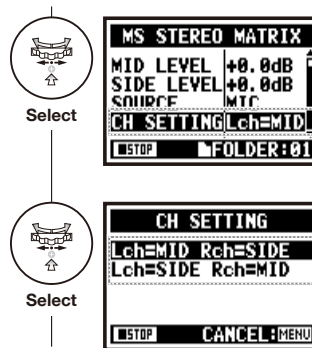 MS STEREO MATRIX
MID LEVEL +0.0dB
SIDE LEVEL +0.0dB
SOURCE MIC
CH SETTING Lch=MID
STOP FOLDER:01
Select
CH SETTING
Lch=MID Rch=SIDE
Lch=SIDE Rch=MID
STOP CANCEL:MENU
Select